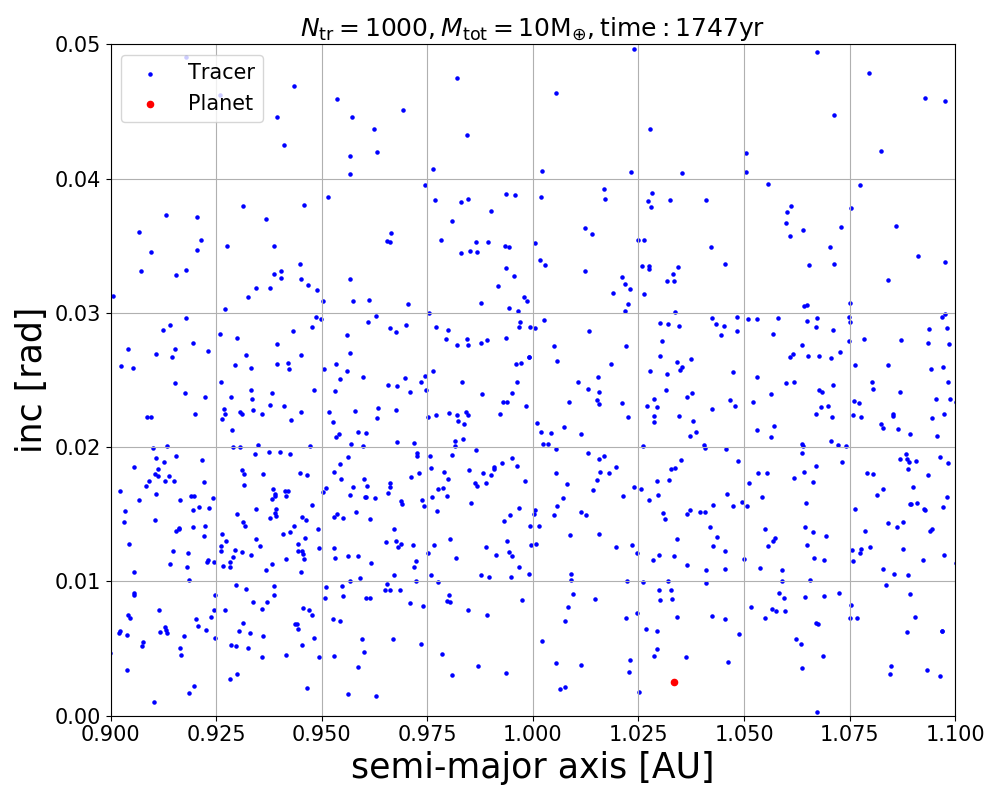 N_tr = 1000, M_tot = 10M_⊕, time : 1747yr
Tracer
Planet
inc [rad]
0.05
0.04
0.03
0.02
0.01
0.00
0.900 0.925 0.950 0.975 1.000 1.025 1.050 1.075 1.100
semi-major axis [AU]